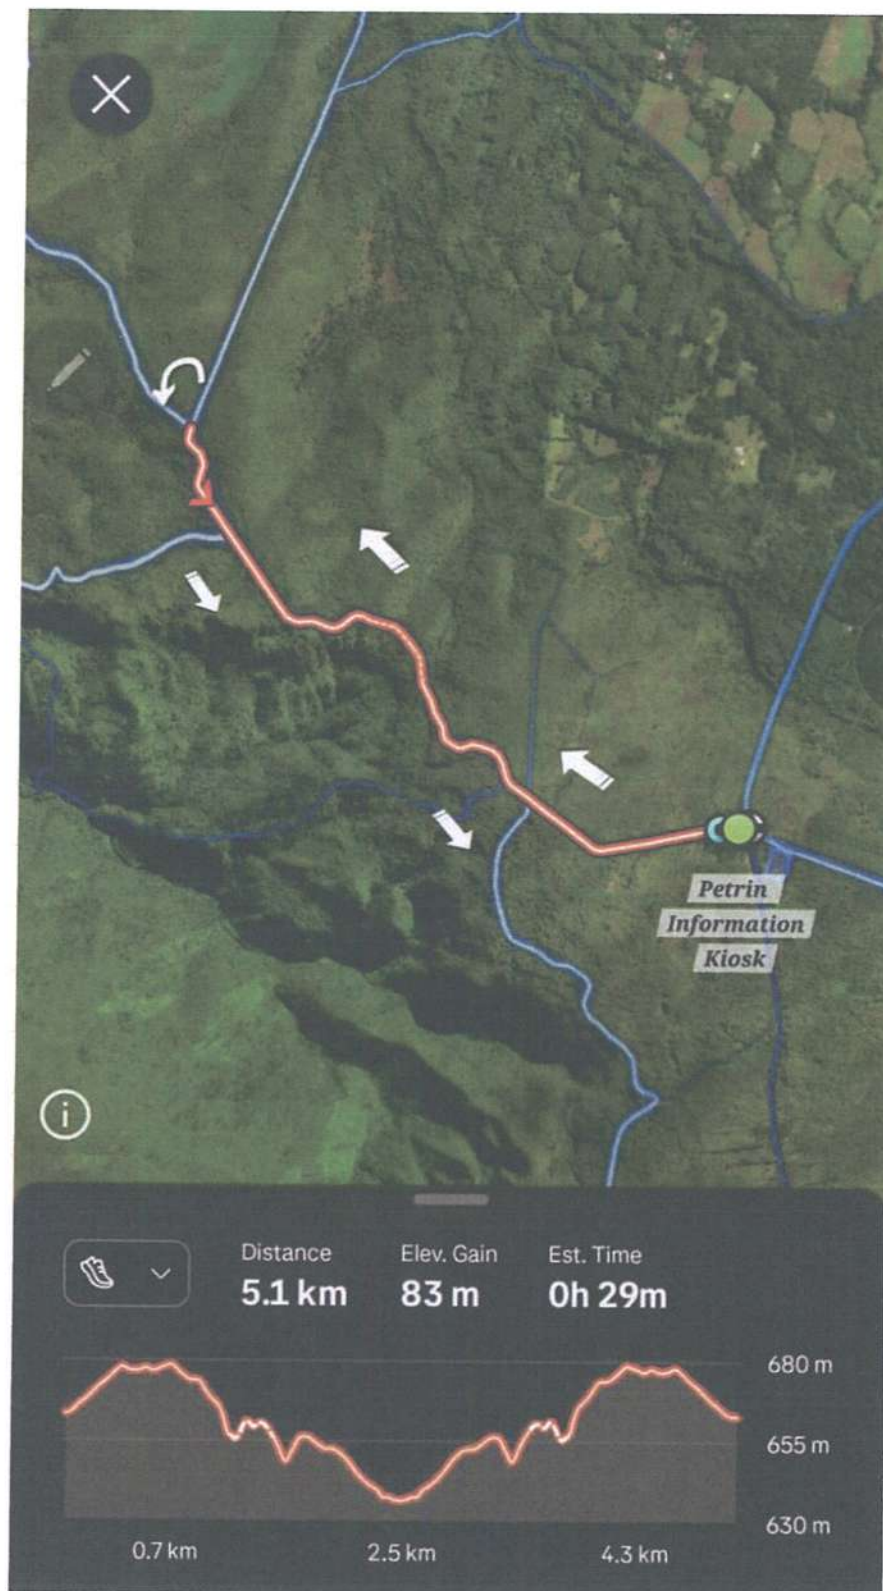 Petrin
Information
Kiosk
i
Distance
Elev. Gain
Est. Time
5.1 km
83 m
0h 29m
680 m
655 m
630 m
0.7 km
2.5 km
4.3 km